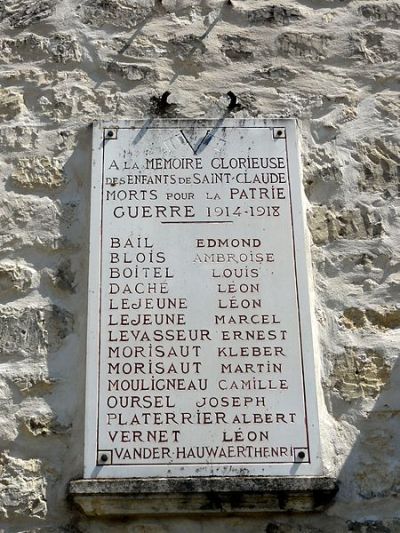 A LA MÉMOIRE GLORIEUSE
DES ENFANTS DE SAINT-CLAUDE
MORTS POUR LA PATRIE
GUERRE 1914-1918
BAIL EDMOND
BLOIS AMBROISE
BOITEL LOUIS
DACHÉ LÉON
LEJEUNE LÉON
LEJEUNE MARCEL
LEVASSEUR ERNEST
MORISAUT KLEBER
MORISAUT MARTIN
MOULIGNEAU CAMILLE
OURSEL JOSEPH
PLATERRIER ALBERT
VERNET LÉON
VANDER-HAUWAERT HENRI